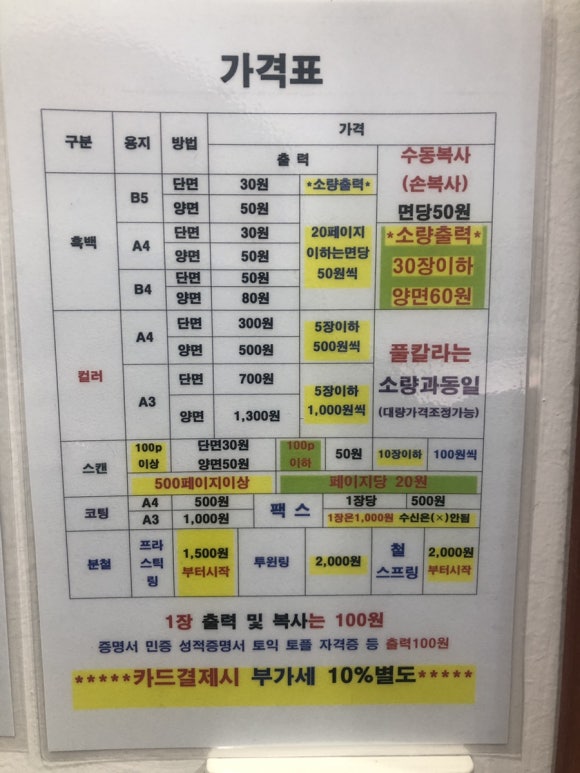 가격표
구분 용지 방법 가격
출 력 수동복사
(손복사)
면당50원
흑백 B5 단면 30원 *소량출력*
양면 50원
A4 단면 30원 20페이지
이하는면당
50원씩
양면 50원
B4 단면 50원
양면 80원
*소량출력*
30장이하
양면60원
컬러 A4 단면 300원 5장이하
500원씩
양면 500원
A3 단면 700원 5장이하
1,000원씩
양면 1,300원
풀칼라는
소량과동일
(대량가격조정가능)
스캔 100p
이상 단면30원
양면50원
100p
이하 50원 10장이하 100원씩
500페이지이상 페이지당 20원
코팅 A4 500원 팩 스 1장당 500원
A3 1,000원 1장은1,000원 수신은(×)안됨
분철 프라
스틱
링 1,500원
부터시작 투윈링 2,000원 철
스프링 2,000원
부터시작
1장 출력 및 복사는 100원
증명서 민증 성적증명서 토익 토플 자격증 등 출력100원
*****카드결제시 부가세 10%별도*****